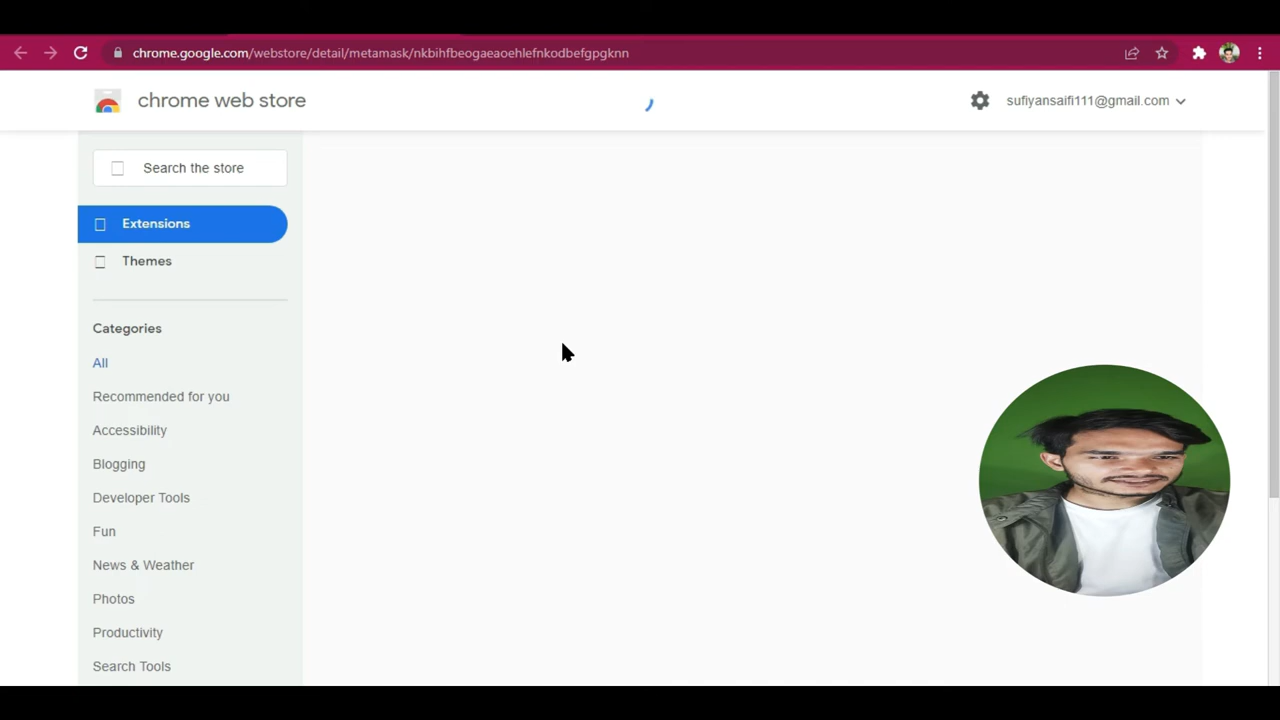 chrome.google.com/webstore/detail/metamask/nkbihfbeogaeaoehlefnkodbefgpgknn
chrome web store
sufiyansaifi111@gmail.com
Search the store
Extensions
Themes
Categories
All
Recommended for you
Accessibility
Blogging
Developer Tools
Fun
News & Weather
Photos
Productivity
Search Tools